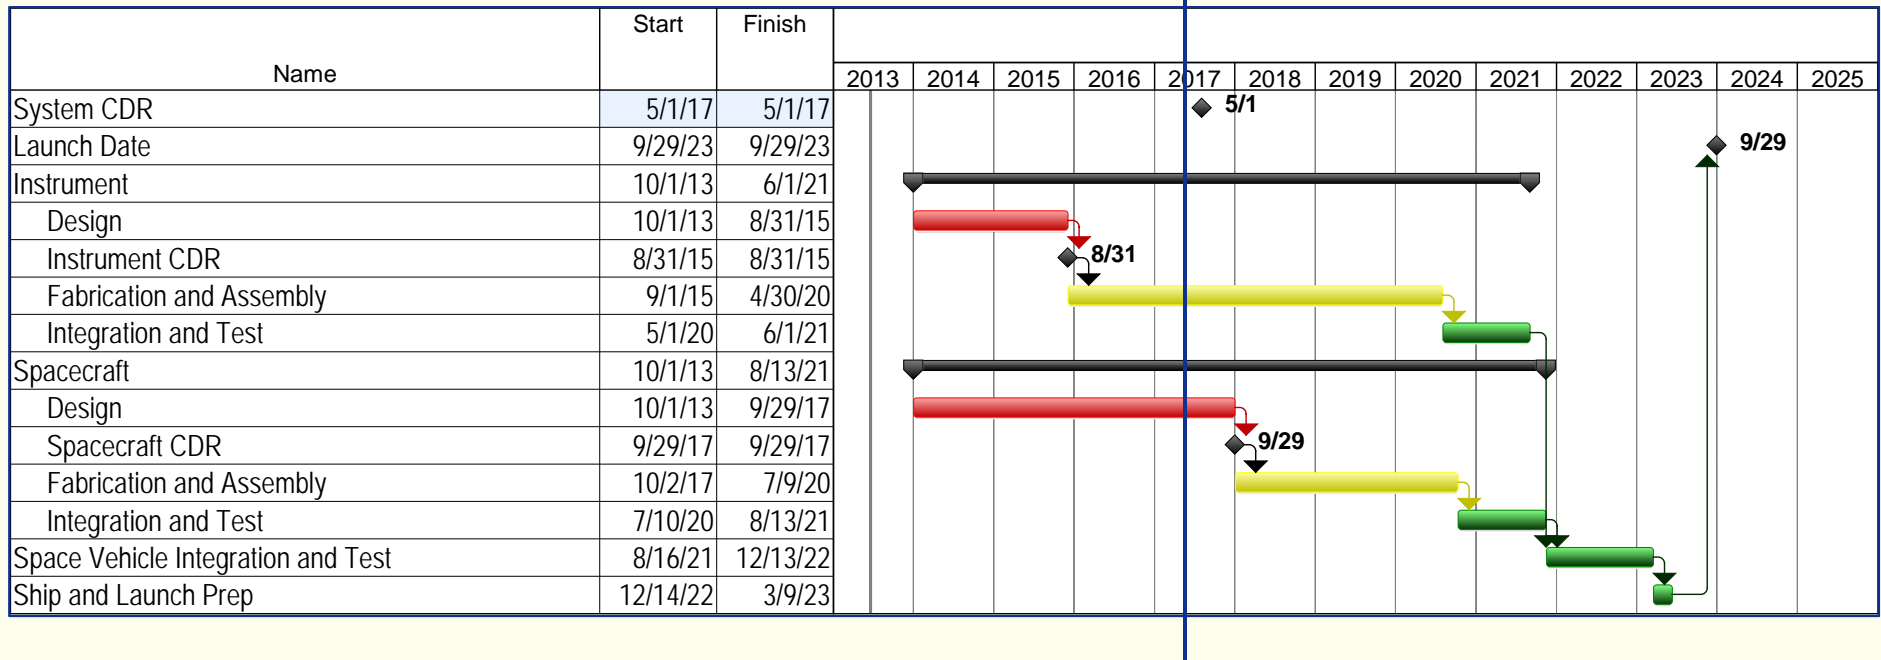 Name Start Finish
2013 2014 2015 2016 2017 2018 2019 2020 2021 2022 2023 2024 2025
System CDR 5/1/17 5/1/17 5/1
Launch Date 9/29/23 9/29/23 9/29
Instrument 10/1/13 6/1/21
Design 10/1/13 8/31/15
Instrument CDR 8/31/15 8/31/15 8/31
Fabrication and Assembly 9/1/15 4/30/20
Integration and Test 5/1/20 6/1/21
Spacecraft 10/1/13 8/13/21
Design 10/1/13 9/29/17
Spacecraft CDR 9/29/17 9/29/17 9/29
Fabrication and Assembly 10/2/17 7/9/20
Integration and Test 7/10/20 8/13/21
Space Vehicle Integration and Test 8/16/21 12/13/22
Ship and Launch Prep 12/14/22 3/9/23